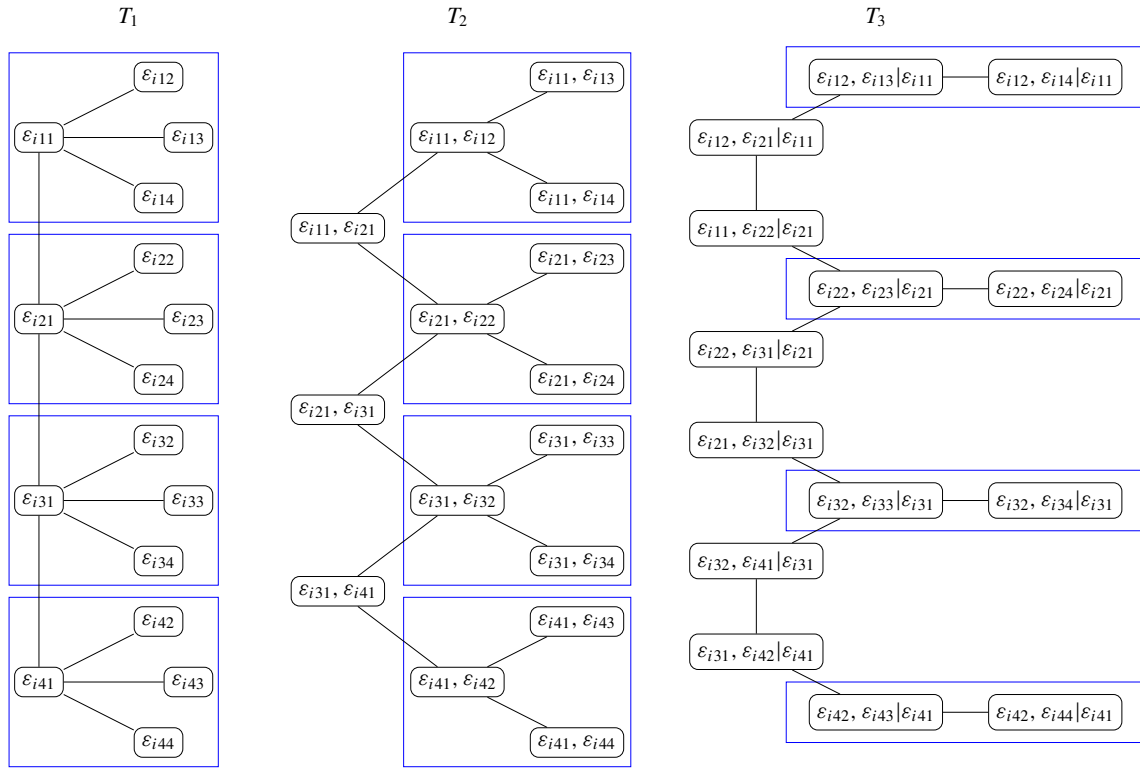 T₁ T₂ T₃
εᵢ₁₂
εᵢ₁₁ εᵢ₁₃
εᵢ₁₄
εᵢ₂₂
εᵢ₂₁ εᵢ₂₃
εᵢ₂₄
εᵢ₃₂
εᵢ₃₁ εᵢ₃₃
εᵢ₃₄
εᵢ₄₂
εᵢ₄₁ εᵢ₄₃
εᵢ₄₄
εᵢ₁₁, εᵢ₁₃
εᵢ₁₁, εᵢ₁₂
εᵢ₁₁, εᵢ₁₄
εᵢ₁₁, εᵢ₂₁
εᵢ₂₁, εᵢ₂₃
εᵢ₂₁, εᵢ₂₂
εᵢ₂₁, εᵢ₂₄
εᵢ₂₁, εᵢ₃₁
εᵢ₃₁, εᵢ₃₃
εᵢ₃₁, εᵢ₃₂
εᵢ₃₁, εᵢ₃₄
εᵢ₃₁, εᵢ₄₁
εᵢ₄₁, εᵢ₄₃
εᵢ₄₁, εᵢ₄₂
εᵢ₄₁, εᵢ₄₄
εᵢ₁₂, εᵢ₁₃|εᵢ₁₁ εᵢ₁₂, εᵢ₁₄|εᵢ₁₁
εᵢ₁₂, εᵢ₂₁|εᵢ₁₁
εᵢ₁₁, εᵢ₂₂|εᵢ₂₁
εᵢ₂₂, εᵢ₂₃|εᵢ₂₁ εᵢ₂₂, εᵢ₂₄|εᵢ₂₁
εᵢ₂₂, εᵢ₃₁|εᵢ₂₁
εᵢ₂₁, εᵢ₃₂|εᵢ₃₁
εᵢ₃₂, εᵢ₃₃|εᵢ₃₁ εᵢ₃₂, εᵢ₃₄|εᵢ₃₁
εᵢ₃₂, εᵢ₄₁|εᵢ₃₁
εᵢ₃₁, εᵢ₄₂|εᵢ₄₁
εᵢ₄₂, εᵢ₄₃|εᵢ₄₁ εᵢ₄₂, εᵢ₄₄|εᵢ₄₁